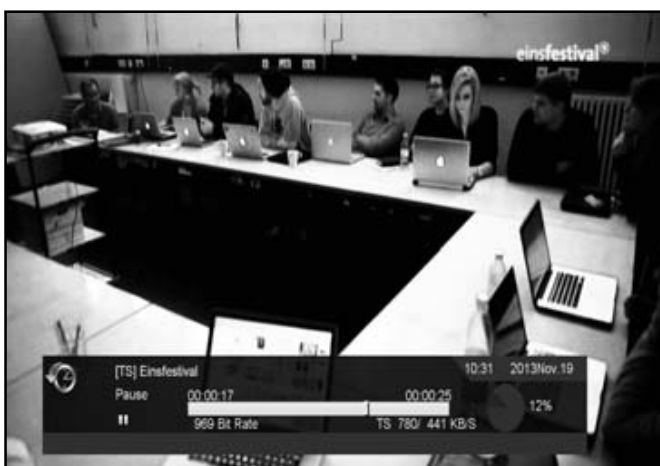 einsfestival
[TS] Einsfestival 10:31 2013Nov.19
Pause 00:00:17 00:00:25
12%
969 Bit Rate TS 780/ 441 KB/S